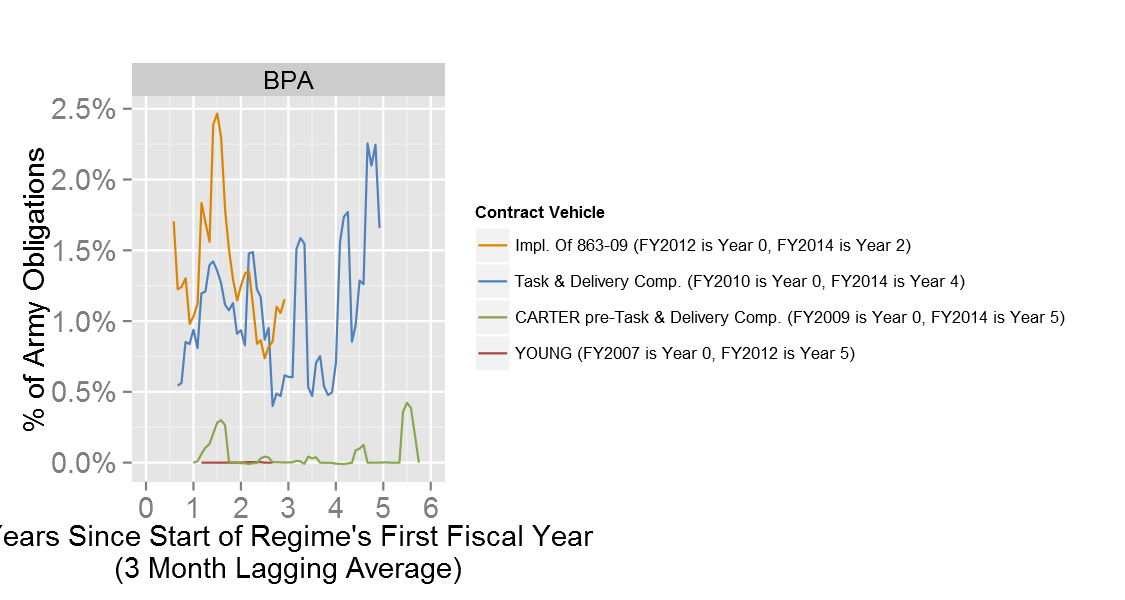 BPA
2.5%
2.0%
1.5%
1.0%
0.5%
0.0%
% of Army Obligations
0 1 2 3 4 5 6
Years Since Start of Regime's First Fiscal Year
(3 Month Lagging Average)
Contract Vehicle
Impl. Of 863-09 (FY2012 is Year 0, FY2014 is Year 2)
Task & Delivery Comp. (FY2010 is Year 0, FY2014 is Year 4)
CARTER pre-Task & Delivery Comp. (FY2009 is Year 0, FY2014 is Year 5)
YOUNG (FY2007 is Year 0, FY2012 is Year 5)